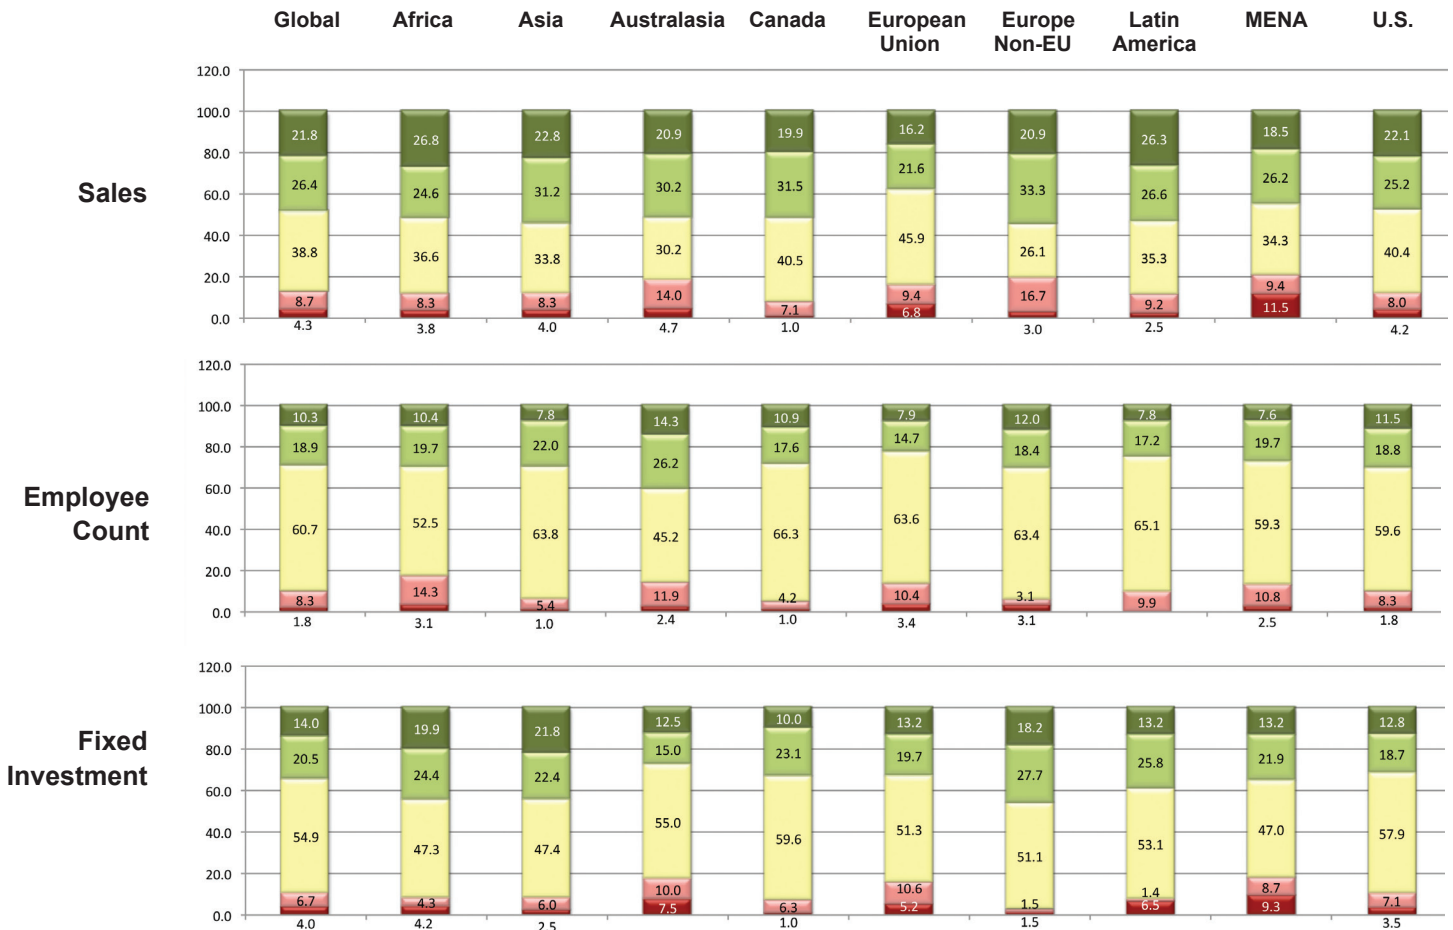 Global Africa Asia Australasia Canada European Europe Latin MENA U.S.
Union Non-EU America
Sales
120.0
100.0
21.8 26.8 22.8 20.9 19.9 16.2 20.9 26.3 18.5 22.1
80.0
26.4 24.6 31.2 30.2 31.5 21.6 33.3 26.6 26.2 25.2
60.0
38.8 36.6 33.8 30.2 40.5 45.9 26.1 35.3 34.3 40.4
40.0
20.0
8.7 8.3 8.3 14.0 7.1 9.4 16.7 9.2 9.4 8.0
0.0
4.3 3.8 4.0 4.7 1.0 6.8 3.0 2.5 11.5 4.2
Employee
Count
120.0
100.0
10.3 10.4 7.8 14.3 10.9 7.9 12.0 7.8 7.6 11.5
80.0
18.9 19.7 22.0 26.2 17.6 14.7 18.4 17.2 19.7 18.8
60.0
60.7 52.5 63.8 45.2 66.3 63.6 63.4 65.1 59.3 59.6
40.0
20.0
8.3 14.3 5.4 11.9 4.2 10.4 3.1 9.9 10.8 8.3
0.0
1.8 3.1 1.0 2.4 1.0 3.4 3.1 2.5 1.8
Fixed
Investment
120.0
100.0
14.0 19.9 21.8 12.5 10.0 13.2 18.2 13.2 13.2 12.8
80.0
20.5 24.4 22.4 15.0 23.1 19.7 27.7 25.8 21.9 18.7
60.0
54.9 47.3 47.4 55.0 59.6 51.3 51.1 53.1 47.0 57.9
40.0
20.0
6.7 4.3 6.0 10.0 6.3 10.6 1.5 1.4 8.7 7.1
0.0
4.0 4.2 2.5 7.5 1.0 5.2 1.5 6.5 9.3 3.5